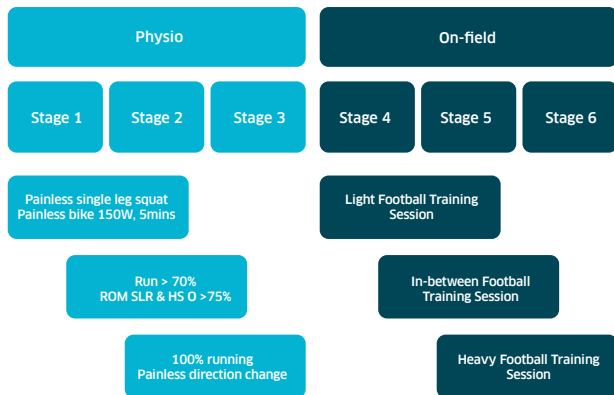 Physio
On-field
Stage 1
Stage 2
Stage 3
Stage 4
Stage 5
Stage 6
Painless single leg squat
Painless bike 150W, 5mins
Light Football Training
Session
Run > 70%
ROM SLR & HS O >75%
In-between Football
Training Session
100% running
Painless direction change
Heavy Football Training
Session